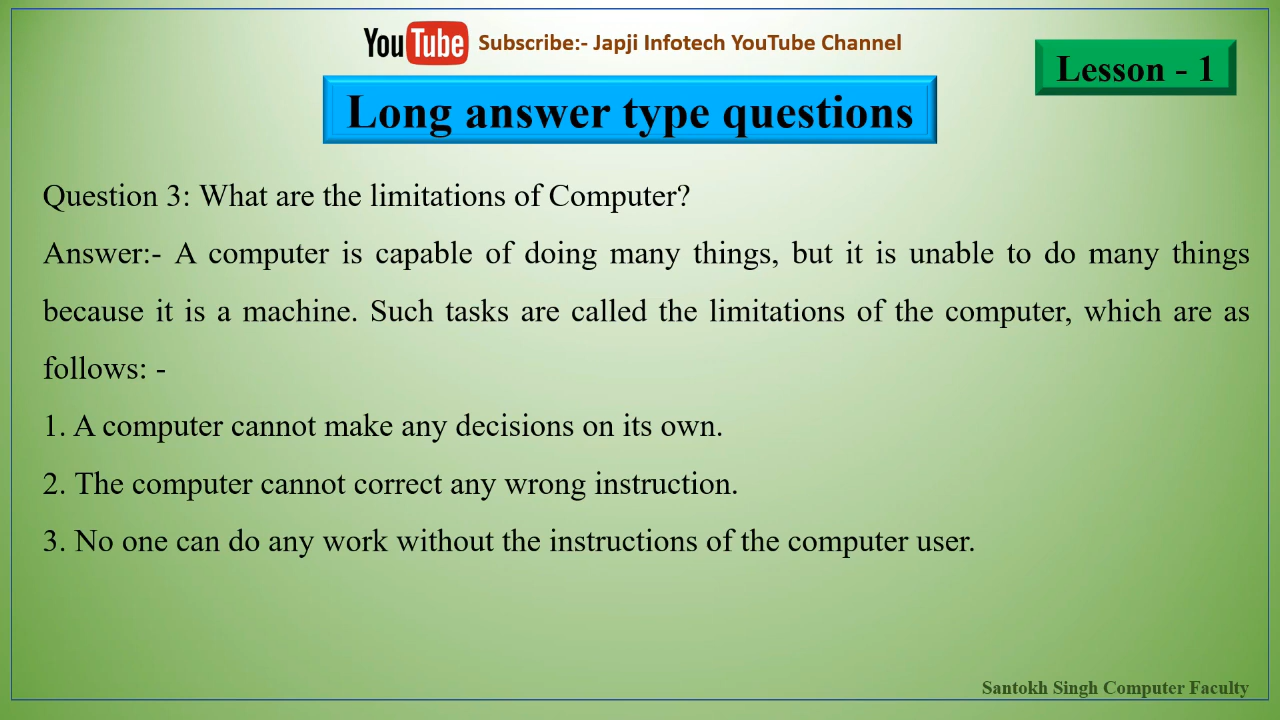 YouTube Subscribe:- Japji Infotech YouTube Channel
Lesson - 1
Long answer type questions
Question 3: What are the limitations of Computer?
Answer:- A computer is capable of doing many things, but it is unable to do many things
because it is a machine. Such tasks are called the limitations of the computer, which are as
follows: -
1. A computer cannot make any decisions on its own.
2. The computer cannot correct any wrong instruction.
3. No one can do any work without the instructions of the computer user.
Santokh Singh Computer Faculty